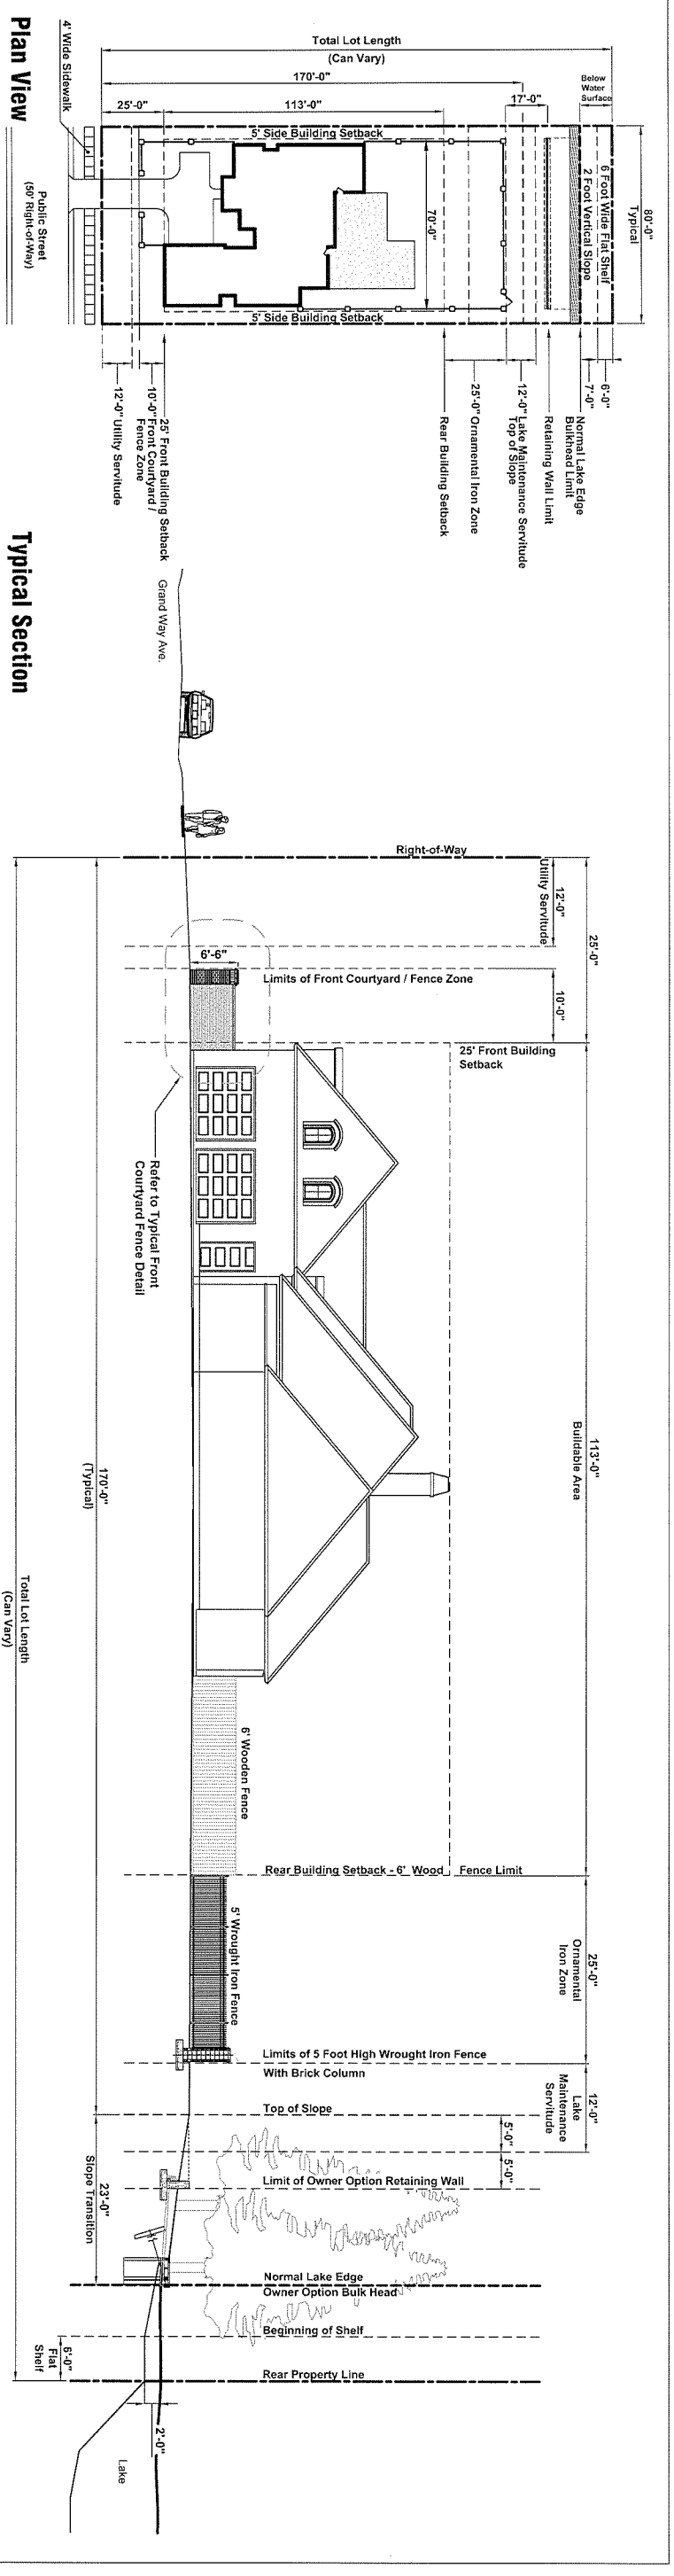 Plan View
Total Lot Length
(Can Vary)
170'-0"
25'-0"
113'-0"
17'-0"
Below
Water
Surface
4' Wide Sidewalk
Public Street
(50' Right-of-Way)
5' Side Building Setback
70'-0"
5' Side Building Setback
80'-0"
Typical
6 Foot Wide Flat Shelf
2 Foot Vertical Slope
6'-0"
7'-0"
Normal Lake Edge
Bulkhead Limit
Retaining Wall Limit
12'-0" Lake Maintenance Servitude
Top of Slope
25'-0" Ornamental Iron Zone
Rear Building Setback
25' Front Building Setback
10'-0" Front Courtyard /
Fence Zone
12'-0" Utility Servitude
Typical Section
Grand Way Ave.
Right-of-Way
12'-0"
Utility Servitude
25'-0"
6'-6"
Limits of Front Courtyard / Fence Zone
10'-0"
25' Front Building
Setback
Refer to Typical Front
Courtyard Fence Detail
113'-0"
Buildable Area
170'-0"
(Typical)
Total Lot Length
(Can Vary)
6' Wooden Fence
Rear Building Setback - 6' Wood Fence Limit
5' Wrought Iron Fence
25'-0"
Ornamental
Iron Zone
Limits of 5 Foot High Wrought Iron Fence
With Brick Column
12'-0"
Lake
Maintenance
Servitude
Top of Slope
5'-0"
5'-0"
Limit of Owner Option Retaining Wall
23'-0"
Slope Transition
Normal Lake Edge
Owner Option Bulk Head
Beginning of Shelf
6'-0"
Flat
Shelf
Rear Property Line
2'-0"
Lake